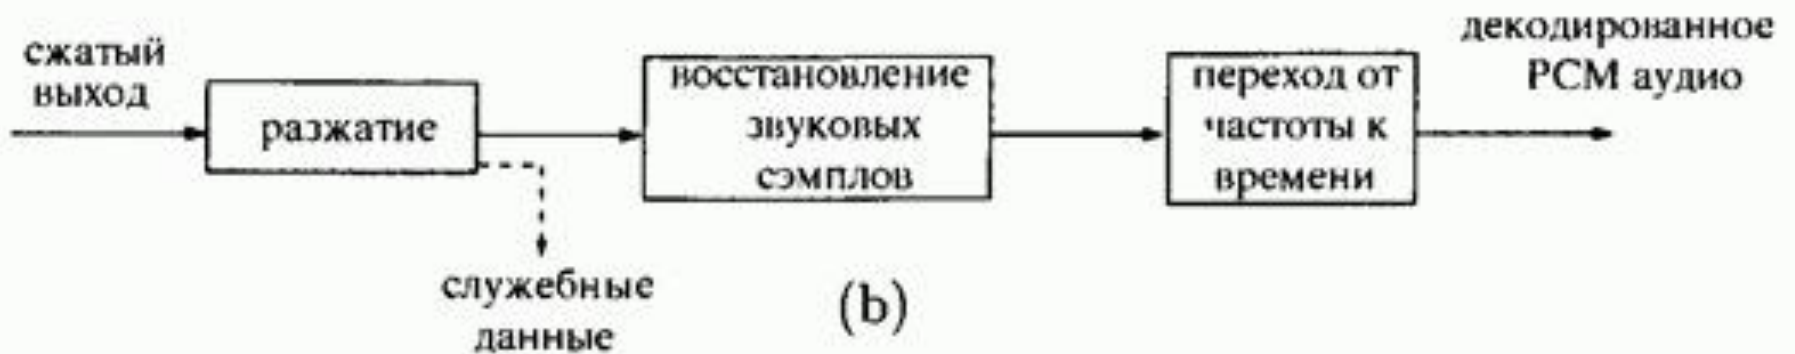 сжатый
выход
разжатие
служебные
данные
восстановление
звуковых
сэмплов
переход от
частоты к
времени
декодированное
PCM аудио
(b)